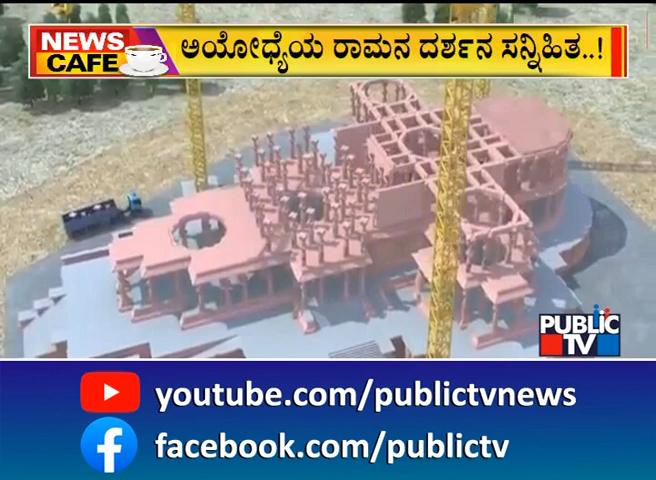 NEWS
CAFE
ಅಯೋಧ್ಯೆಯ ರಾಮನ ದರ್ಶನ ಸನ್ನಿಹಿತ..!
PUBLiC
TV
youtube.com/publictvnews
facebook.com/publictv